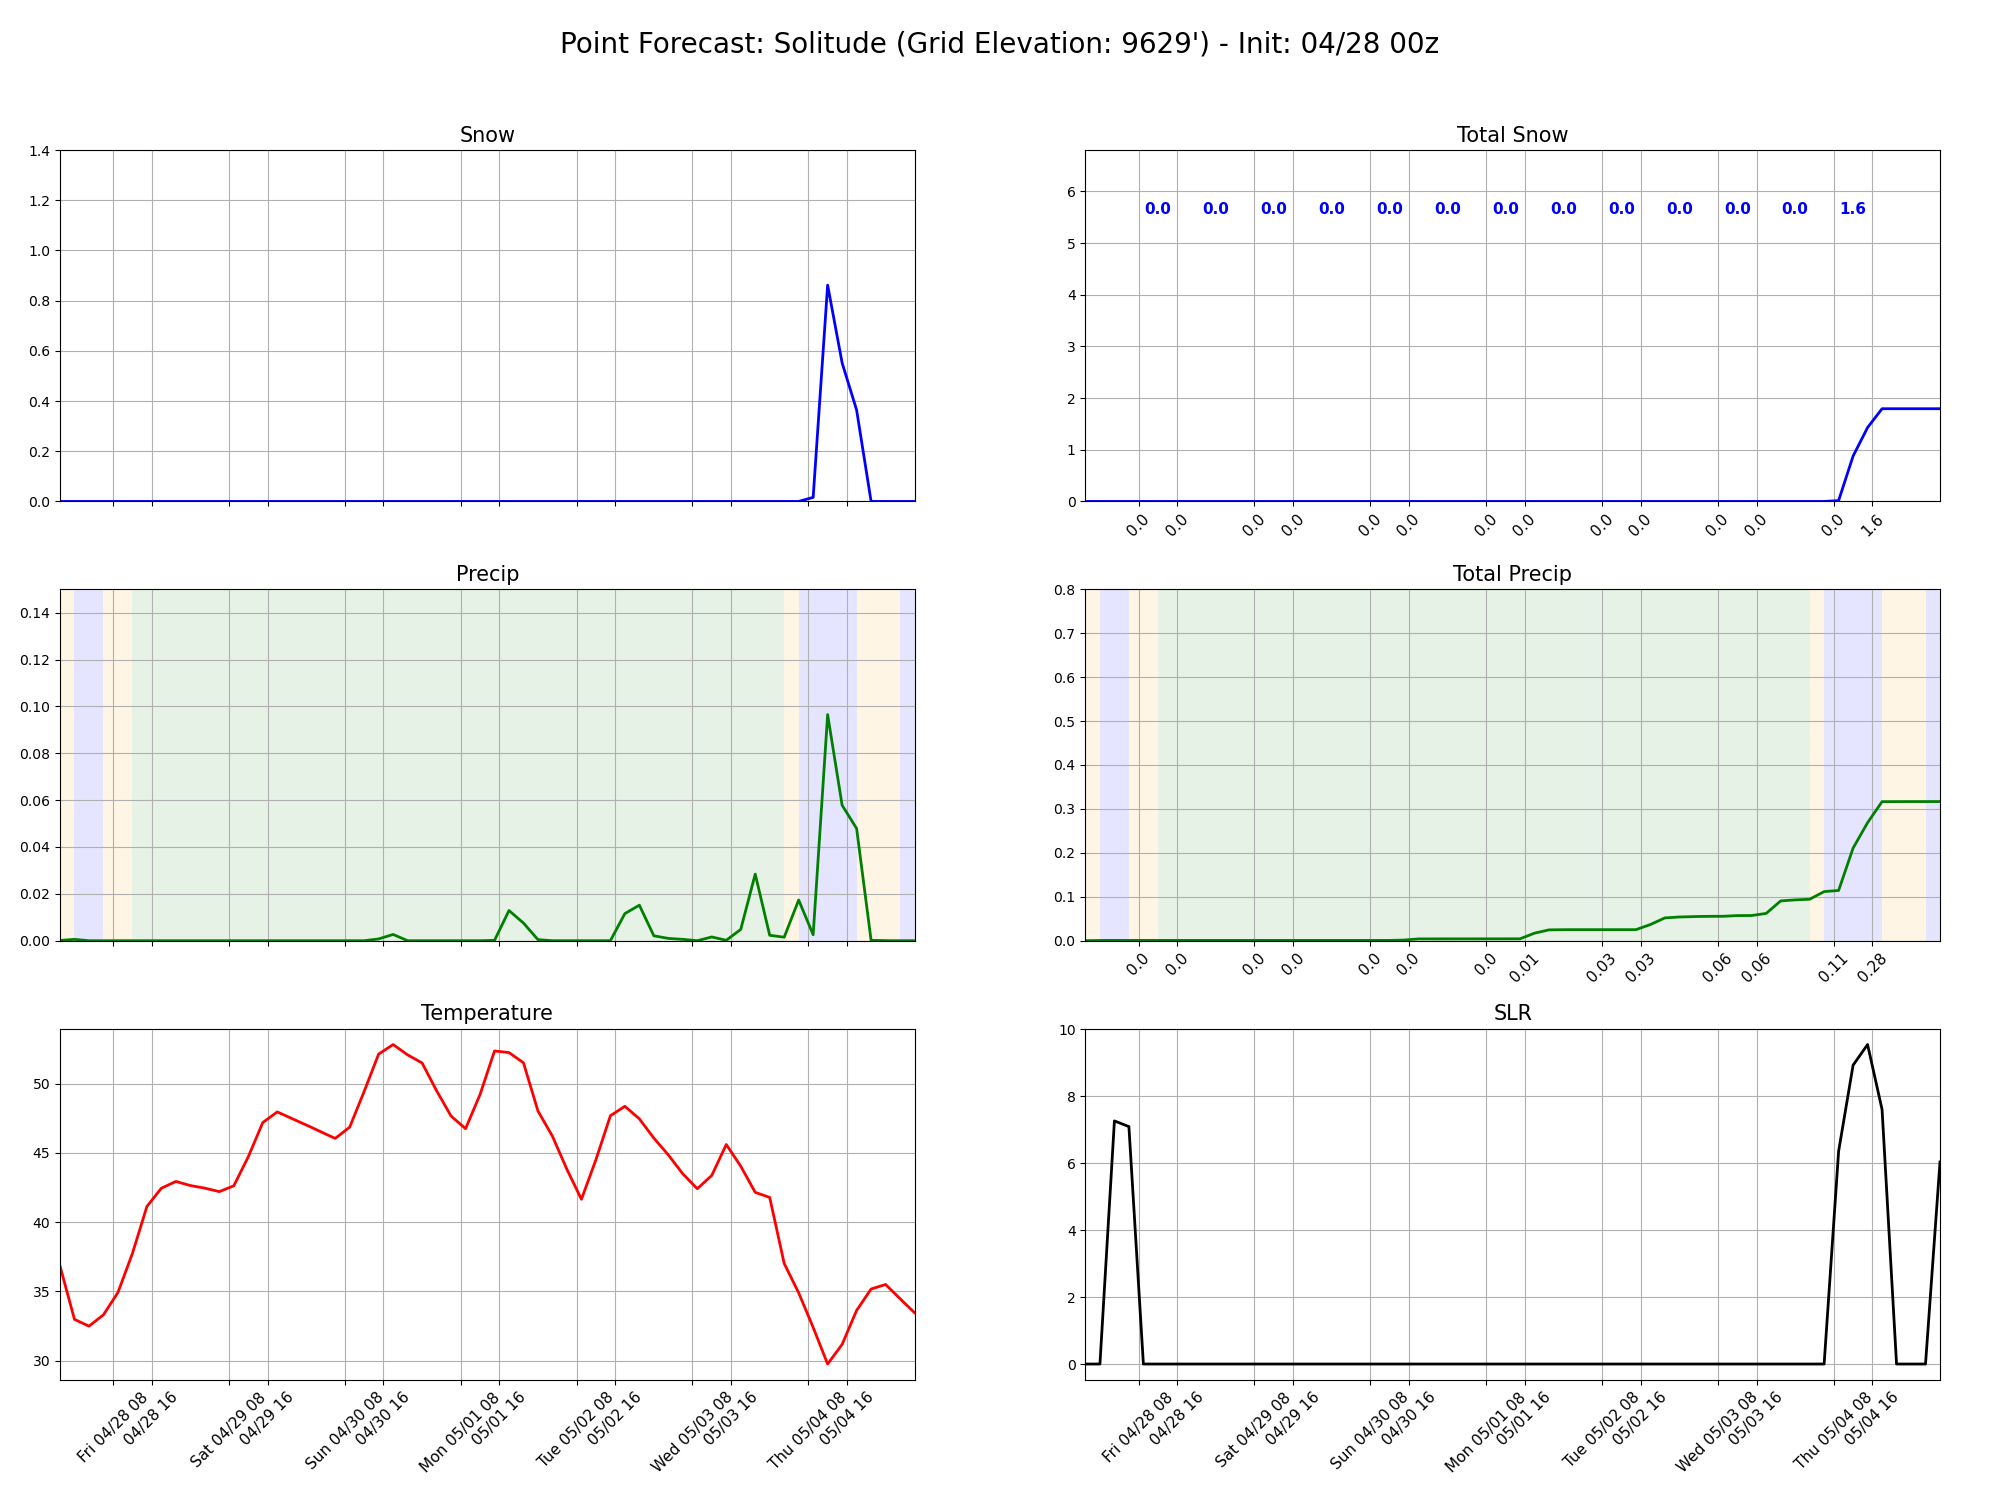 Point Forecast: Solitude (Grid Elevation: 9629') - Init: 04/28 00z
Snow
1.4
1.2
1.0
0.8
0.6
0.4
0.2
0.0
Total Snow
6
5
4
3
2
1
0
0.0 0.0 0.0 0.0 0.0 0.0 0.0 0.0 0.0 0.0 0.0 0.0 1.6
0.0 0.0 0.0 0.0 0.0 0.0 0.0 0.0 0.0 0.0 0.0 0.0 0.0 1.6
Precip
0.14
0.12
0.10
0.08
0.06
0.04
0.02
0.00
Total Precip
0.8
0.7
0.6
0.5
0.4
0.3
0.2
0.1
0.0
0.0 0.0 0.0 0.0 0.0 0.0 0.0 0.01 0.03 0.03 0.06 0.06 0.11 0.28
Temperature
50
45
40
35
30
Fri 04/28 08
04/28 16
Sat 04/29 08
04/29 16
Sun 04/30 08
04/30 16
Mon 05/01 08
05/01 16
Tue 05/02 08
05/02 16
Wed 05/03 08
05/03 16
Thu 05/04 08
05/04 16
SLR
10
8
6
4
2
0
Fri 04/28 08
04/28 16
Sat 04/29 08
04/29 16
Sun 04/30 08
04/30 16
Mon 05/01 08
05/01 16
Tue 05/02 08
05/02 16
Wed 05/03 08
05/03 16
Thu 05/04 08
05/04 16